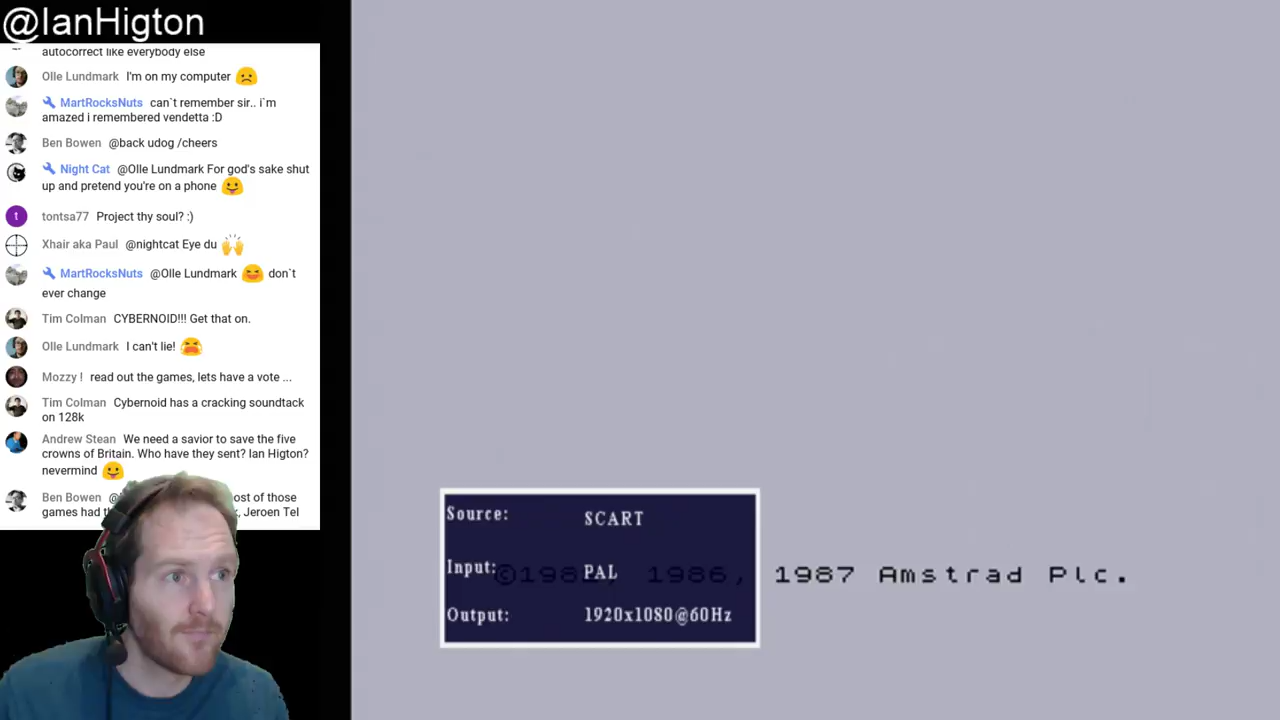 @IanHigton
autocorrect like everybody else
Olle Lundmark I'm on my computer
MartRocksNuts can`t remember sir.. i`m
amazed i remembered vendetta :D
Ben Bowen @back udog /cheers
Night Cat @Olle Lundmark For god's sake shut
up and pretend you're on a phone
t tontsa77 Project thy soul? :)
Xhair aka Paul @nightcat Eye du
MartRocksNuts @Olle Lundmark don`t
ever change
Tim Colman CYBERNOID!!! Get that on.
Olle Lundmark I can't lie!
Mozzy ! read out the games, lets have a vote ...
Tim Colman Cybernoid has a cracking soundtack
on 128k
Andrew Stean We need a savior to save the five
crowns of Britain. Who have they sent? Ian Higton?
nevermind
Ben Bowen ost of those
games had Jeroen Tel
Source: SCART
Input: PAL
Output: 1920x1080@60Hz
1986, 1987 Amstrad Plc.